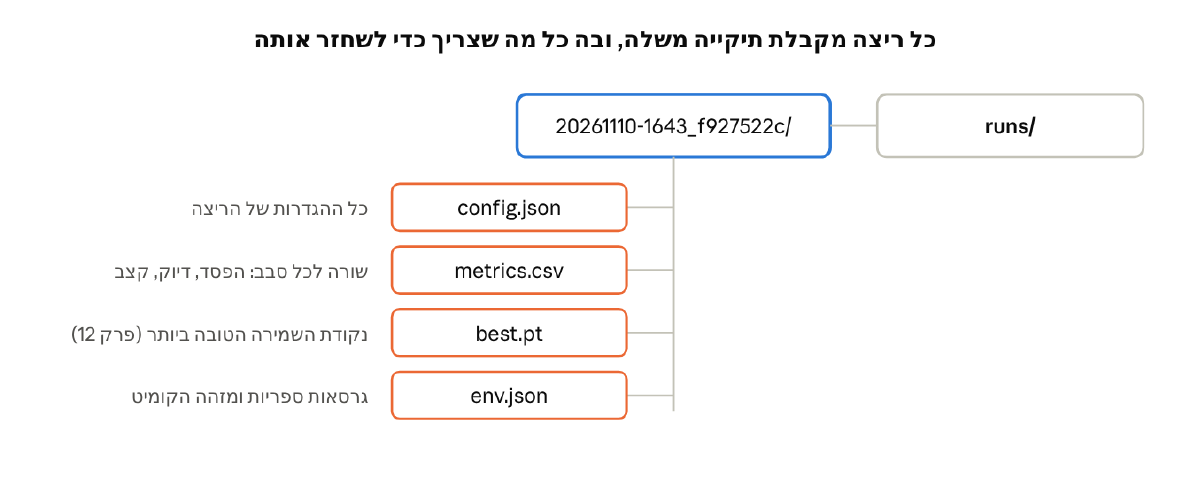 כל ריצה מקבלת תיקייה משלה, ובה כל מה שצריך כדי לשחזר אותה
runs/
20261110-1643_f927522c/
config.json
כל ההגדרות של הריצה
metrics.csv
שורה לכל סבב: הפסד, דיוק, קצב
best.pt
נקודת השמירה הטובה ביותר (פרק 12)
env.json
גרסאות ספריות ומזהה הקומיט